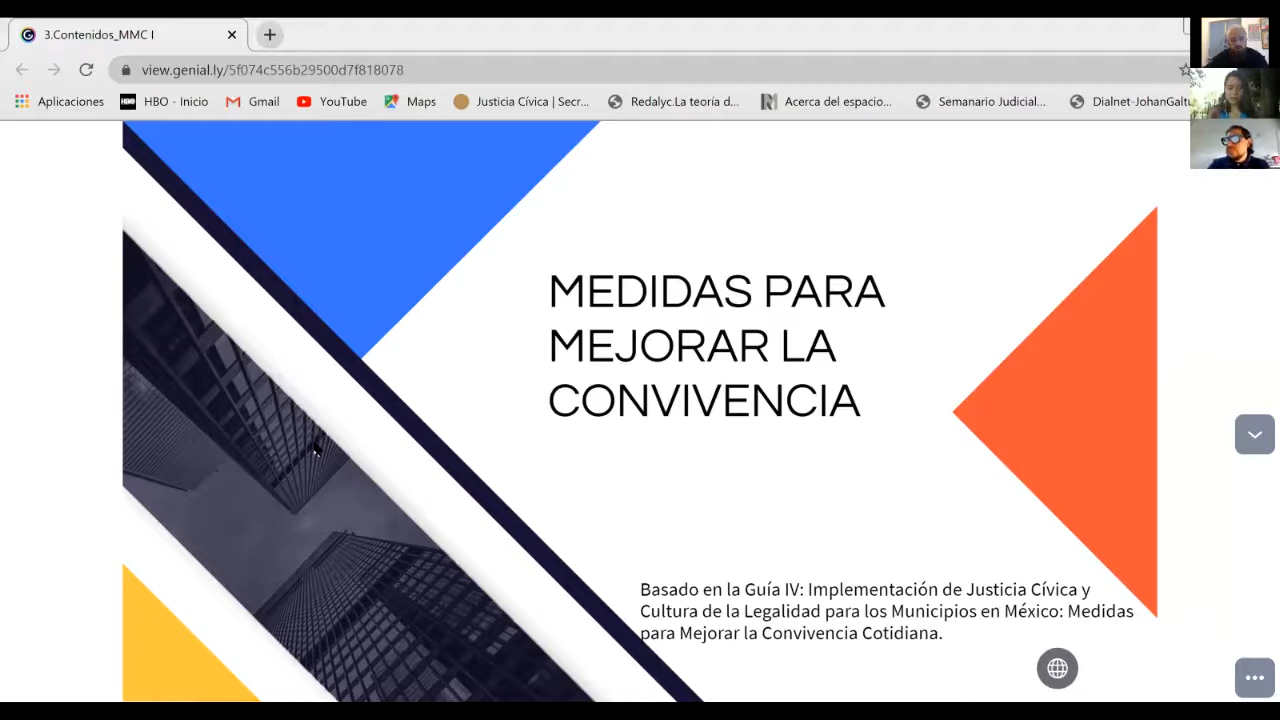 3.Contenidos_MMC I
view.genial.ly/5f074c556b29500d7f818078
Aplicaciones
HBO - Inicio
Gmail
YouTube
Maps
Justicia Cívica | Secr...
Redalyc.La teoría d...
Acerca del espacio...
Semanario Judicial...
Dialnet-JohanGaltu
MEDIDAS PARA
MEJORAR LA
CONVIVENCIA
Basado en la Guía IV: Implementación de Justicia Cívica y
Cultura de la Legalidad para los Municipios en México: Medidas
para Mejorar la Convivencia Cotidiana.